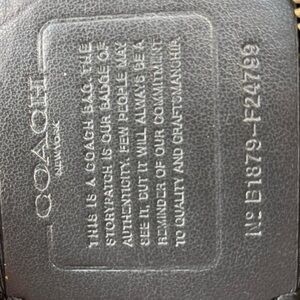 COACH
NEW YORK
THIS IS A COACH BAG. THE
STORYPATCH IS OUR BADGE OF
AUTHENTICITY. FEW PEOPLE MAY
SEE IT, BUT IT WILL ALWAYS BE A
REMINDER OF OUR COMMITMENT
TO QUALITY AND CRAFTSMANSHIP.
Nº B1879-F24799